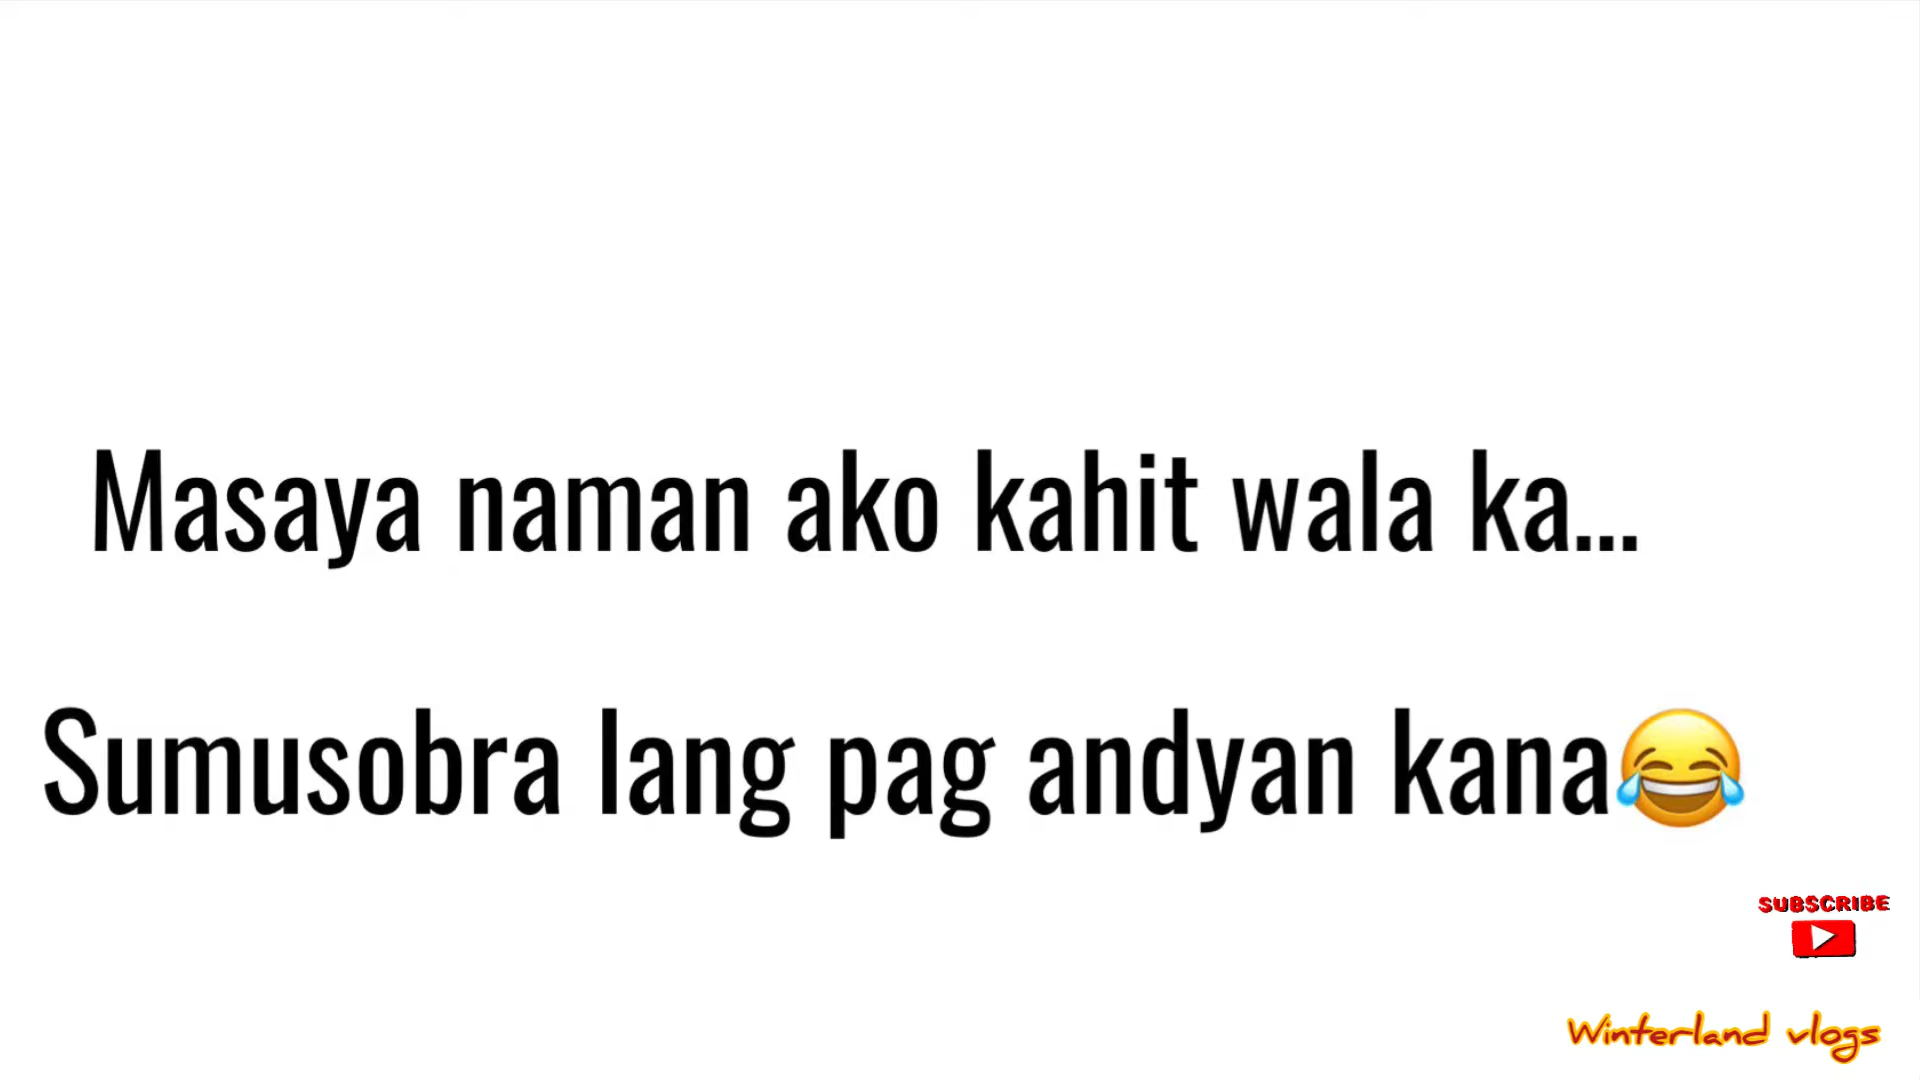 Masaya naman ako kahit wala ka...
Sumusobra lang pag andyan kana😂
SUBSCRIBE
Winterland vlogs